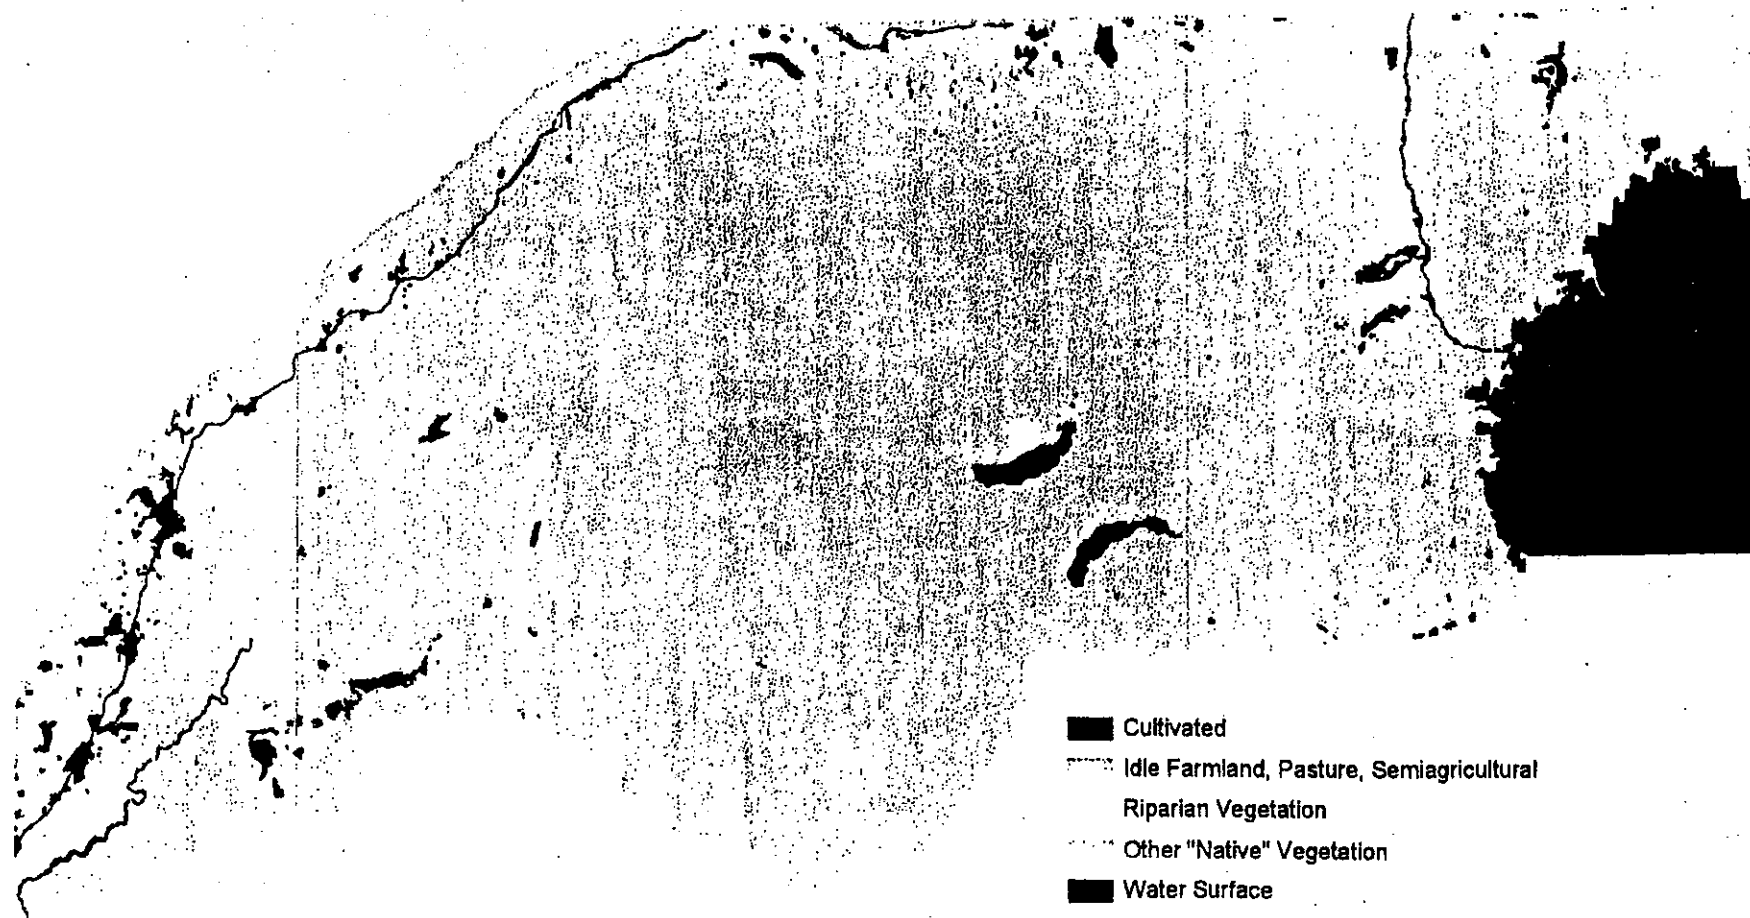 Cultivated
Idle Farmland, Pasture, Semiagricultural
Riparian Vegetation
Other "Native" Vegetation
Water Surface